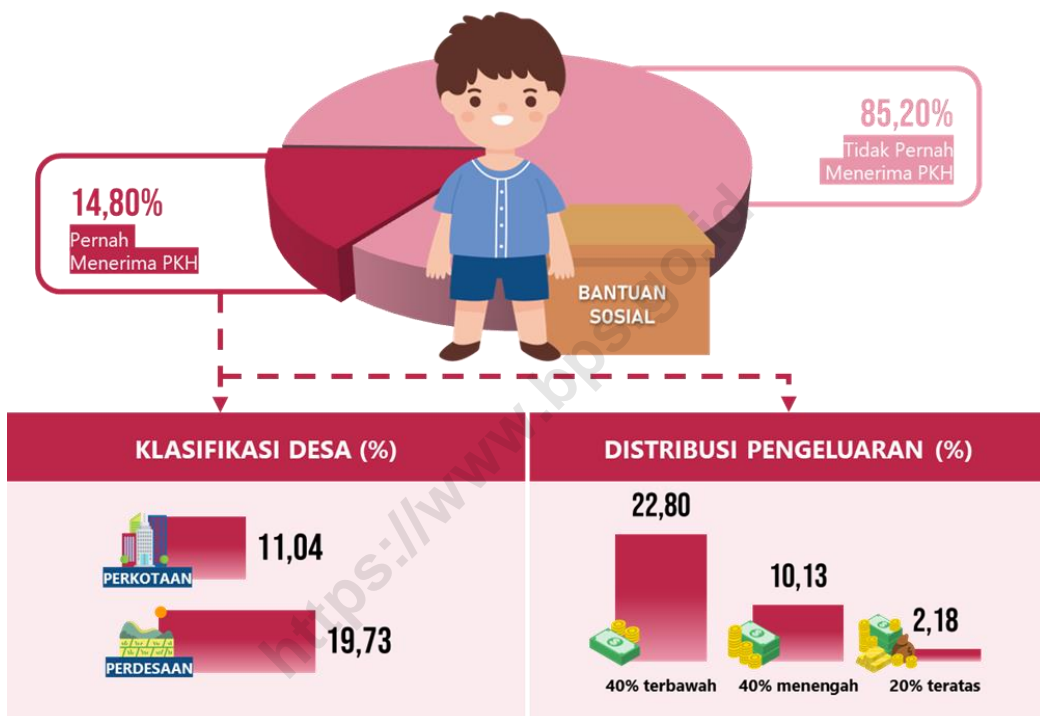 85,20%
Tidak Pernah
Menerima PKH
14,80%
Pernah
Menerima PKH
BANTUAN
SOSIAL
KLASIFIKASI DESA (%)
PERKOTAAN
11,04
PERDESAAN
19,73
DISTRIBUSI PENGELUARAN (%)
22,80
10,13
2,18
40% terbawah
40% menengah
20% teratas
https://www.bps.go.id